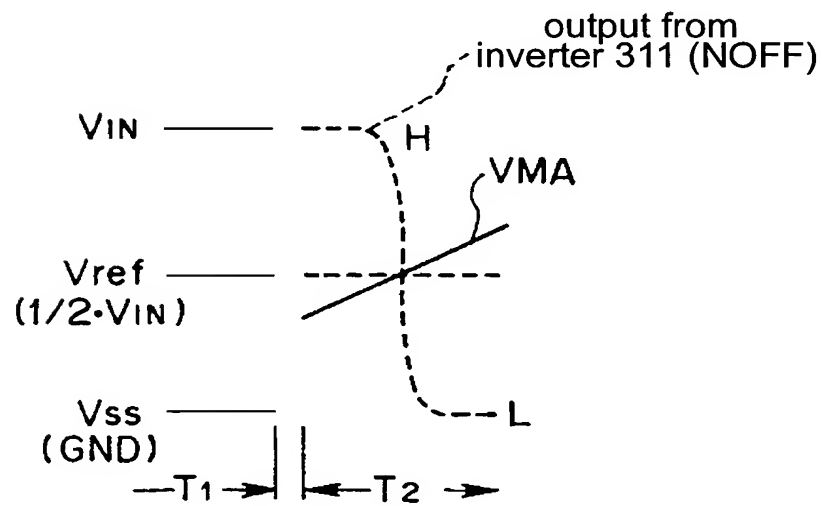 output from
inverter 311 (NOFF)
VIN
H
VMA
Vref
(1/2·VIN)
Vss
(GND)
L
T1
T2